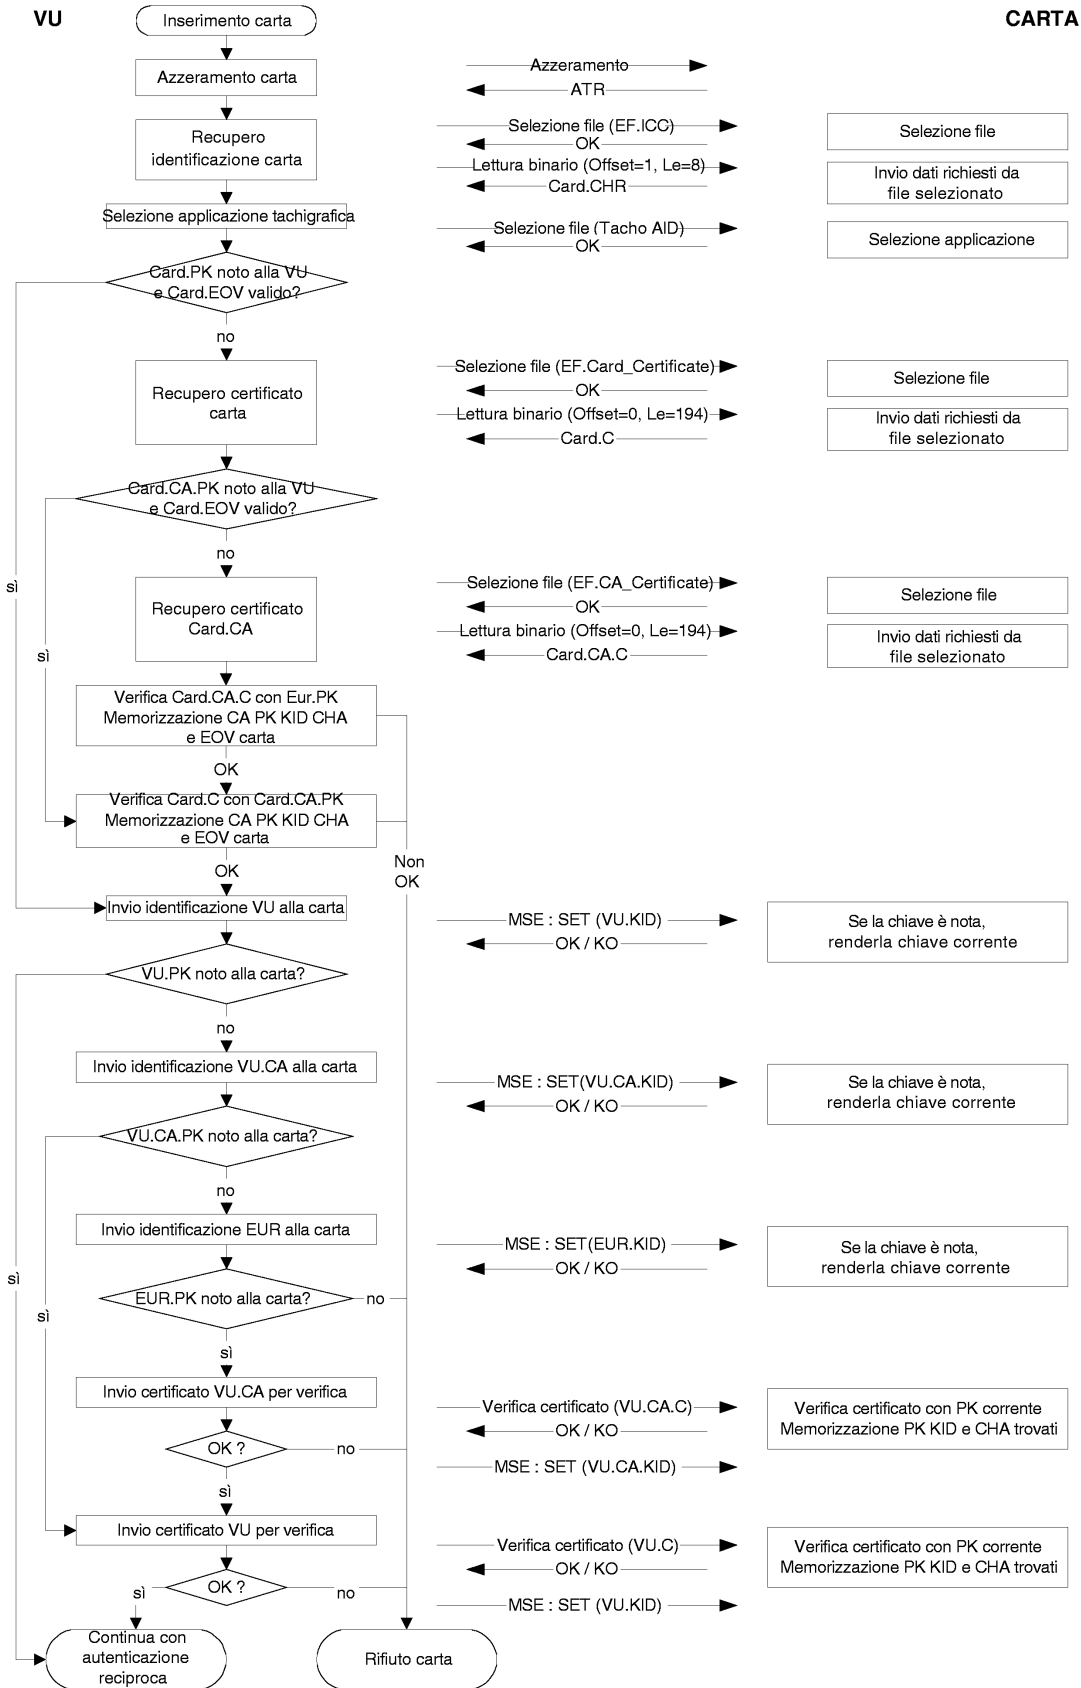 VU
Inserimento carta
CARTA
Azzeramento carta
Azzeramento
ATR
Recupero
identificazione carta
Selezione file (EF.ICC)
OK
Selezione file
Lettura binario (Offset=1, Le=8)
Card.CHR
Invio dati richiesti da
file selezionato
Selezione applicazione tachigrafica
Selezione file (Tacho AID)
OK
Selezione applicazione
Card.PK noto alla VU
e Card.EOV valido?
no
Recupero certificato
carta
Selezione file (EF.Card_Certificate)
OK
Selezione file
Lettura binario (Offset=0, Le=194)
Card.C
Invio dati richiesti da
file selezionato
Card.CA.PK noto alla VU
e Card.EOV valido?
no
sì
Recupero certificato
Card.CA
Selezione file (EF.CA_Certificate)
OK
Selezione file
Lettura binario (Offset=0, Le=194)
Card.CA.C
Invio dati richiesti da
file selezionato
sì
Verifica Card.CA.C con Eur.PK
Memorizzazione CA PK KID CHA
e EOV carta
OK
Verifica Card.C con Card.CA.PK
Memorizzazione CA PK KID CHA
e EOV carta
OK
Non
OK
Invio identificazione VU alla carta
MSE : SET (VU.KID)
OK / KO
Se la chiave è nota,
renderla chiave corrente
VU.PK noto alla carta?
no
Invio identificazione VU.CA alla carta
MSE : SET(VU.CA.KID)
OK / KO
Se la chiave è nota,
renderla chiave corrente
VU.CA.PK noto alla carta?
no
Invio identificazione EUR alla carta
MSE : SET(EUR.KID)
OK / KO
Se la chiave è nota,
renderla chiave corrente
sì
EUR.PK noto alla carta?
no
sì
sì
Invio certificato VU.CA per verifica
Verifica certificato (VU.CA.C)
OK / KO
Verifica certificato con PK corrente
Memorizzazione PK KID e CHA trovati
OK ?
no
MSE : SET (VU.CA.KID)
sì
Invio certificato VU per verifica
Verifica certificato (VU.C)
OK / KO
Verifica certificato con PK corrente
Memorizzazione PK KID e CHA trovati
OK ?
sì
no
MSE : SET (VU.KID)
Continua con
autenticazione
reciproca
Rifiuto carta